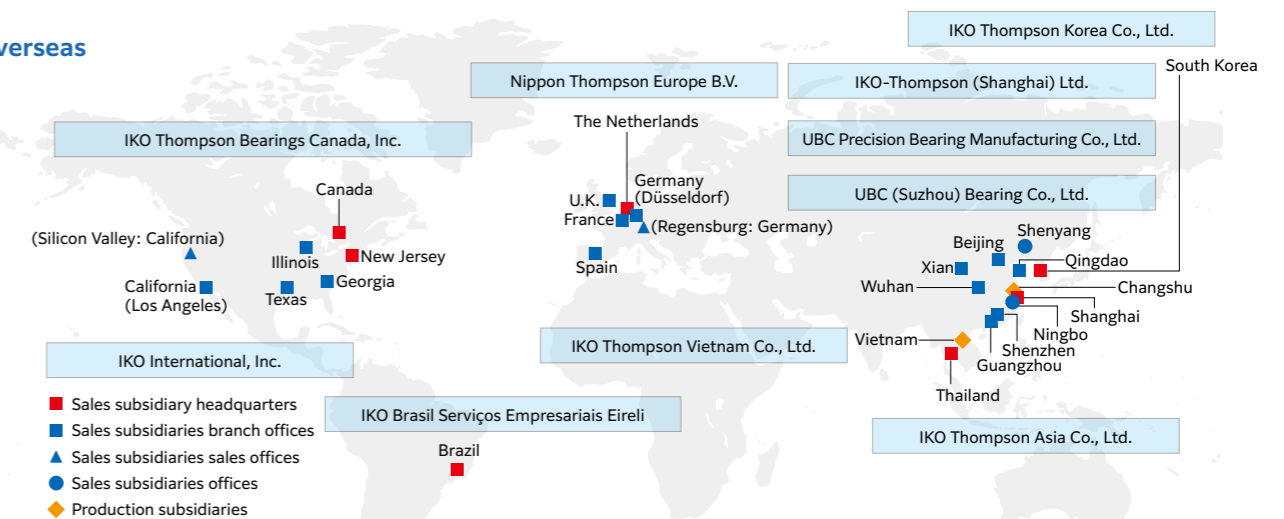 verseas
IKO Thompson Korea Co., Ltd.
South Korea
Nippon Thompson Europe B.V.
IKO-Thompson (Shanghai) Ltd.
The Netherlands
IKO Thompson Bearings Canada, Inc.
UBC Precision Bearing Manufacturing Co., Ltd.
Canada
Germany
(Düsseldorf)
UBC (Suzhou) Bearing Co., Ltd.
U.K.
France
(Regensburg: Germany)
(Silicon Valley: California)
Illinois
New Jersey
Spain
Beijing
Shenyang
Xian
Qingdao
California
(Los Angeles)
Texas
Georgia
Wuhan
Changshu
Shanghai
Ningbo
Shenzhen
Guangzhou
Vietnam
Thailand
IKO Thompson Vietnam Co., Ltd.
IKO International, Inc.
Sales subsidiary headquarters
Sales subsidiaries branch offices
Sales subsidiaries sales offices
Sales subsidiaries offices
Production subsidiaries
IKO Brasil Serviços Empresariais Eireli
Brazil
IKO Thompson Asia Co., Ltd.